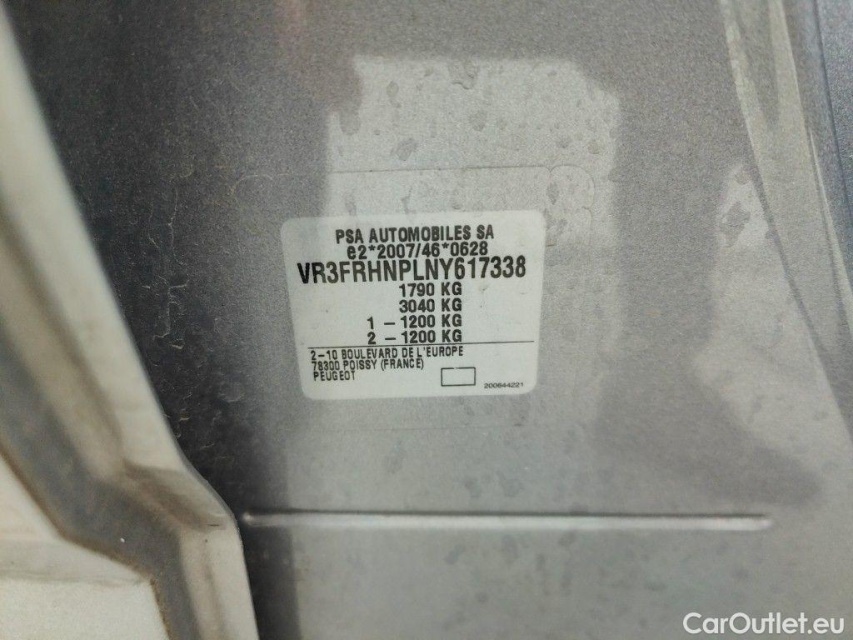 PSA AUTOMOBILES SA
e2*2007/46*0628
VR3FRHNPLNY617338
1790 KG
3040 KG
1 – 1200 KG
2 – 1200 KG
2–10 BOULEVARD DE L'EUROPE
78300 POISSY (FRANCE)
PEUGEOT
200644221
CarOutlet.eu